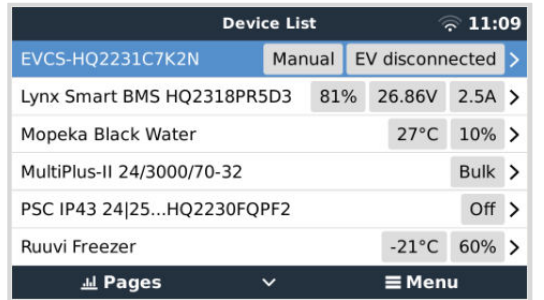 Device List 11:09
EVCS-HQ2231C7K2N Manual EV disconnected
Lynx Smart BMS HQ2318PR5D3 81% 26.86V 2.5A
Mopeka Black Water 27°C 10%
MultiPlus-II 24/3000/70-32 Bulk
PSC IP43 24|25...HQ2230FQPF2 Off
Ruuvi Freezer -21°C 60%
Pages Menu